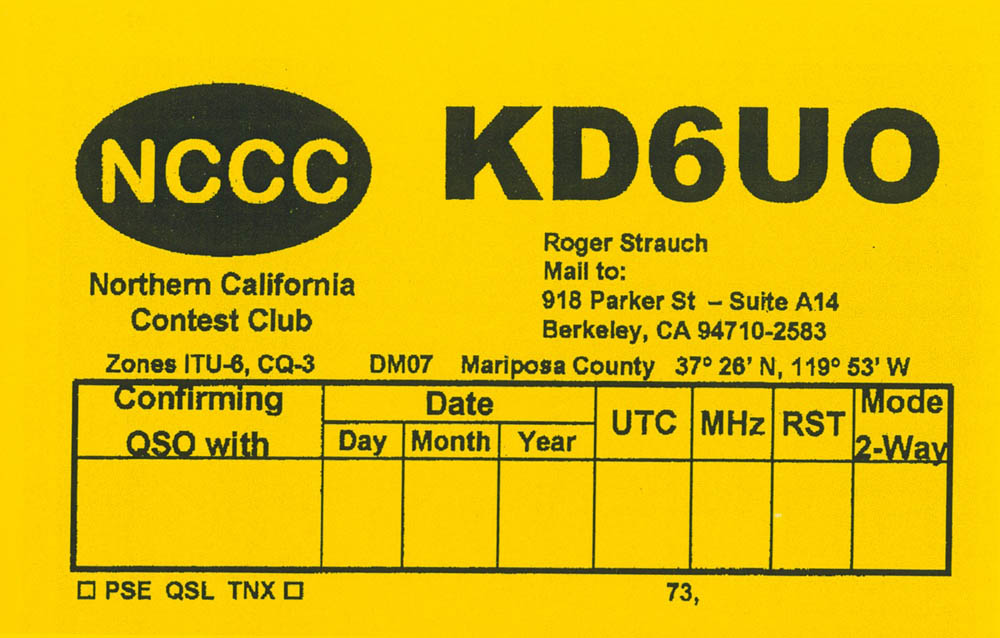 NCCC
KD6UO
Northern California
Contest Club
Roger Strauch
Mail to:
918 Parker St – Suite A14
Berkeley, CA 94710-2583
Zones ITU-6, CQ-3 DM07 Mariposa County 37° 26' N, 119° 53' W
Confirming
QSO with
Date
Day Month Year
UTC MHz RST
Mode
2-Way
☐ PSE QSL TNX ☐ 73,